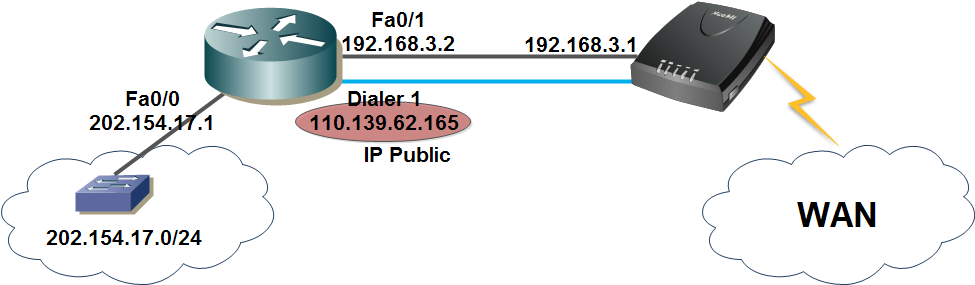 Fa0/1
192.168.3.2
192.168.3.1
Fa0/0
202.154.17.1
Dialer 1
110.139.62.165
IP Public
202.154.17.0/24
WAN